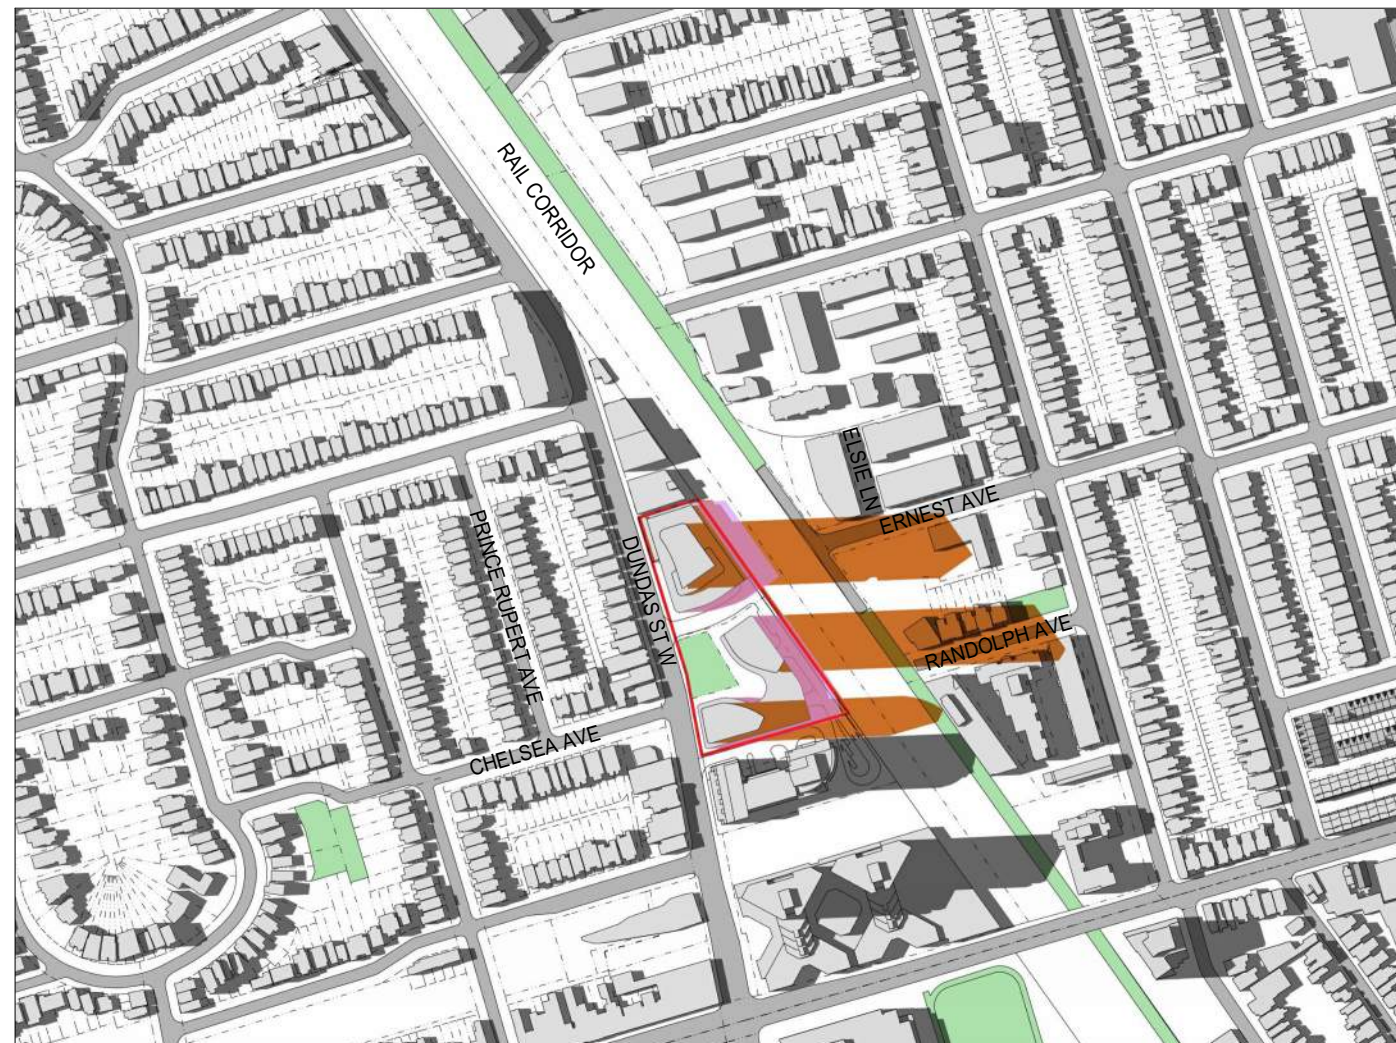 RAIL CORRIDOR
ELSIE LN
ERNEST AVE
PRINCE RUPERT AVE
DUNDAS ST W
RANDOLPH AVE
CHELSEA AVE